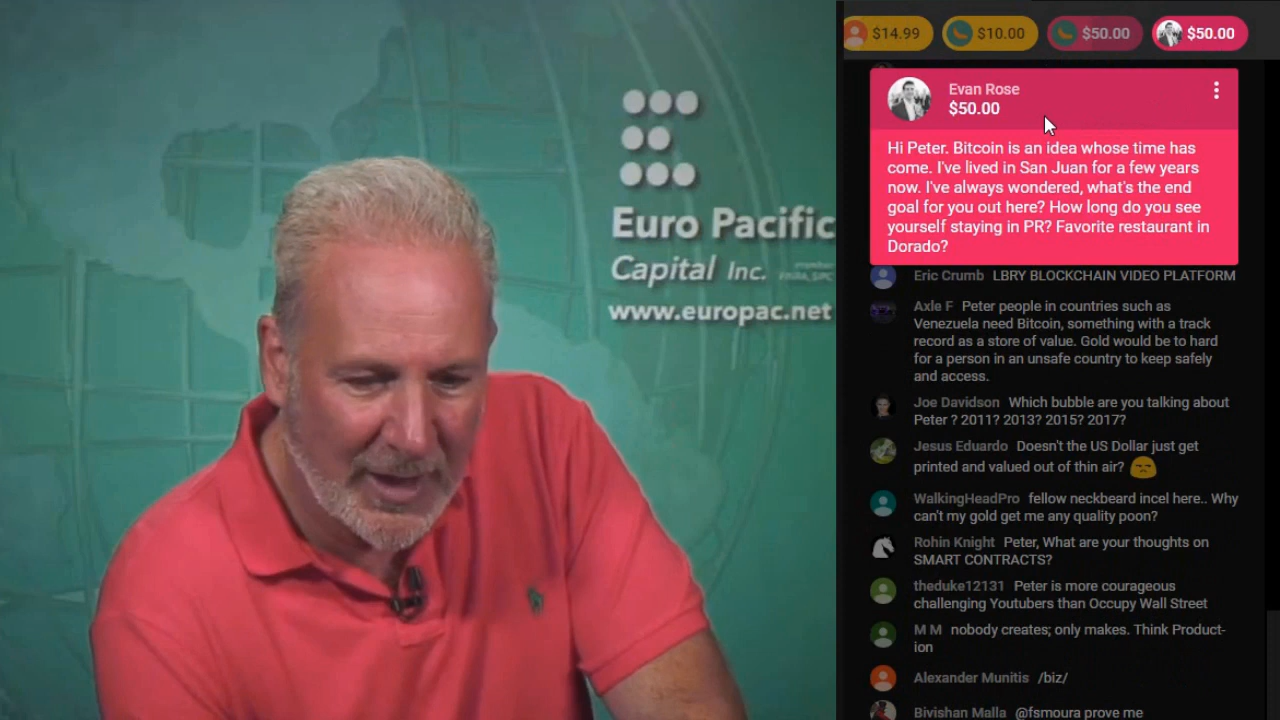 $14.99
$10.00
$50.00
$50.00
Evan Rose
$50.00
Hi Peter. Bitcoin is an idea whose time has
come. I've lived in San Juan for a few years
now. I've always wondered, what's the end
goal for you out here? How long do you see
yourself staying in PR? Favorite restaurant in
Dorado?
Euro Pacific
Capital Inc.
www.europac.net
Eric Crumb LBRY BLOCKCHAIN VIDEO PLATFORM
Axle F Peter people in countries such as
Venezuela need Bitcoin, something with a track
record as a store of value. Gold would be to hard
for a person in an unsafe country to keep safely
and access.
Joe Davidson Which bubble are you talking about
Peter ? 2011? 2013? 2015? 2017?
Jesus Eduardo Doesn't the US Dollar just get
printed and valued out of thin air?
WalkingHeadPro fellow neckbeard incel here.. Why
can't my gold get me any quality poon?
Rohin Knight Peter, What are your thoughts on
SMART CONTRACTS?
theduke12131 Peter is more courageous
challenging Youtubers than Occupy Wall Street
M M nobody creates; only makes. Think Product-
ion
Alexander Munitis /biz/
Bivishan Malla @fsmoura prove me